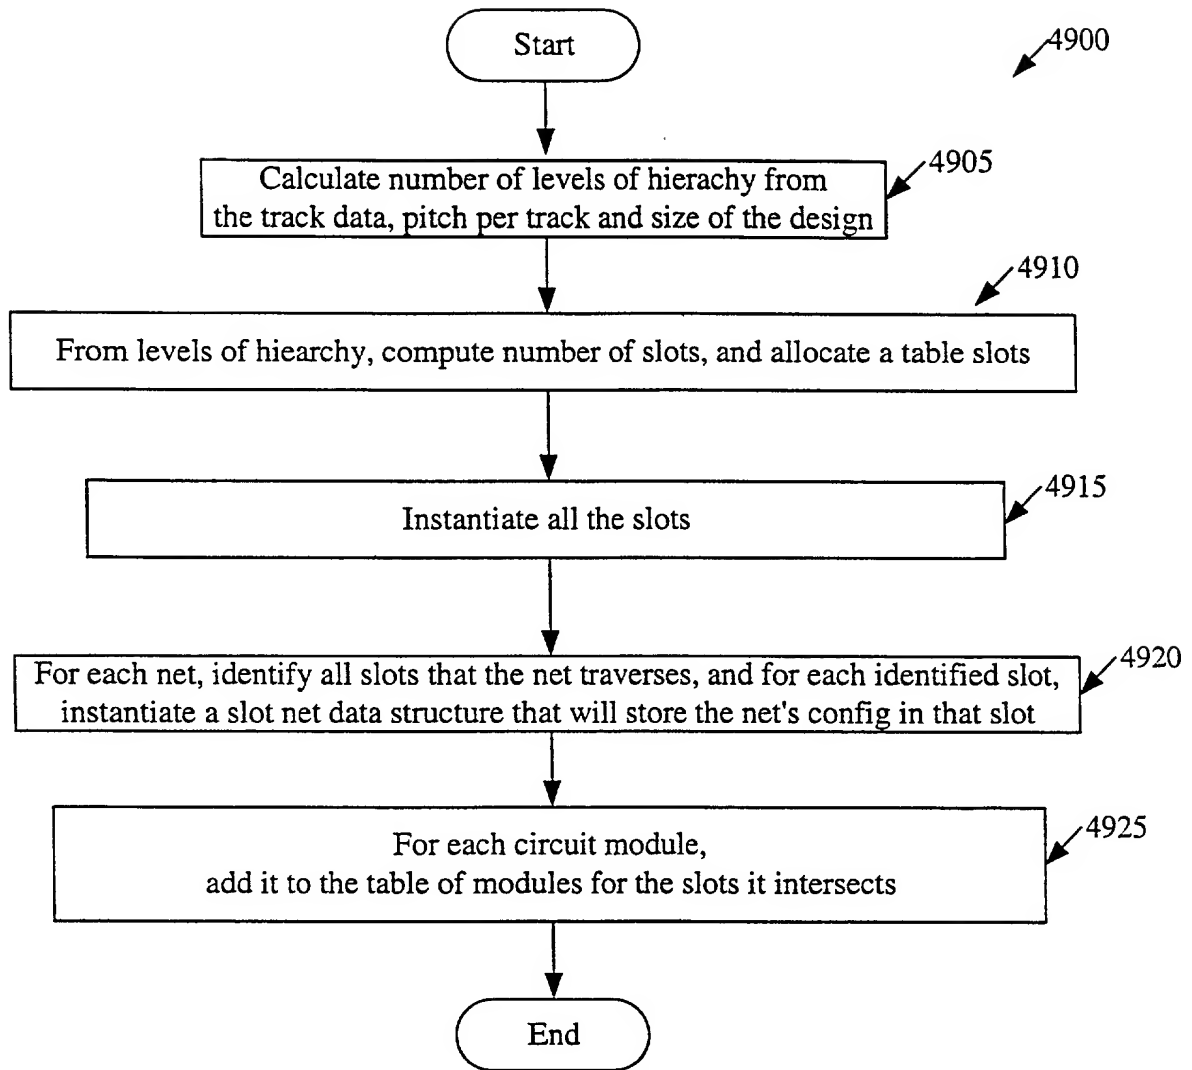 Start
4900
4905
Calculate number of levels of hierachy from
the track data, pitch per track and size of the design
4910
From levels of hiearchy, compute number of slots, and allocate a table slots
4915
Instantiate all the slots
4920
For each net, identify all slots that the net traverses, and for each identified slot,
instantiate a slot net data structure that will store the net's config in that slot
4925
For each circuit module,
add it to the table of modules for the slots it intersects
End